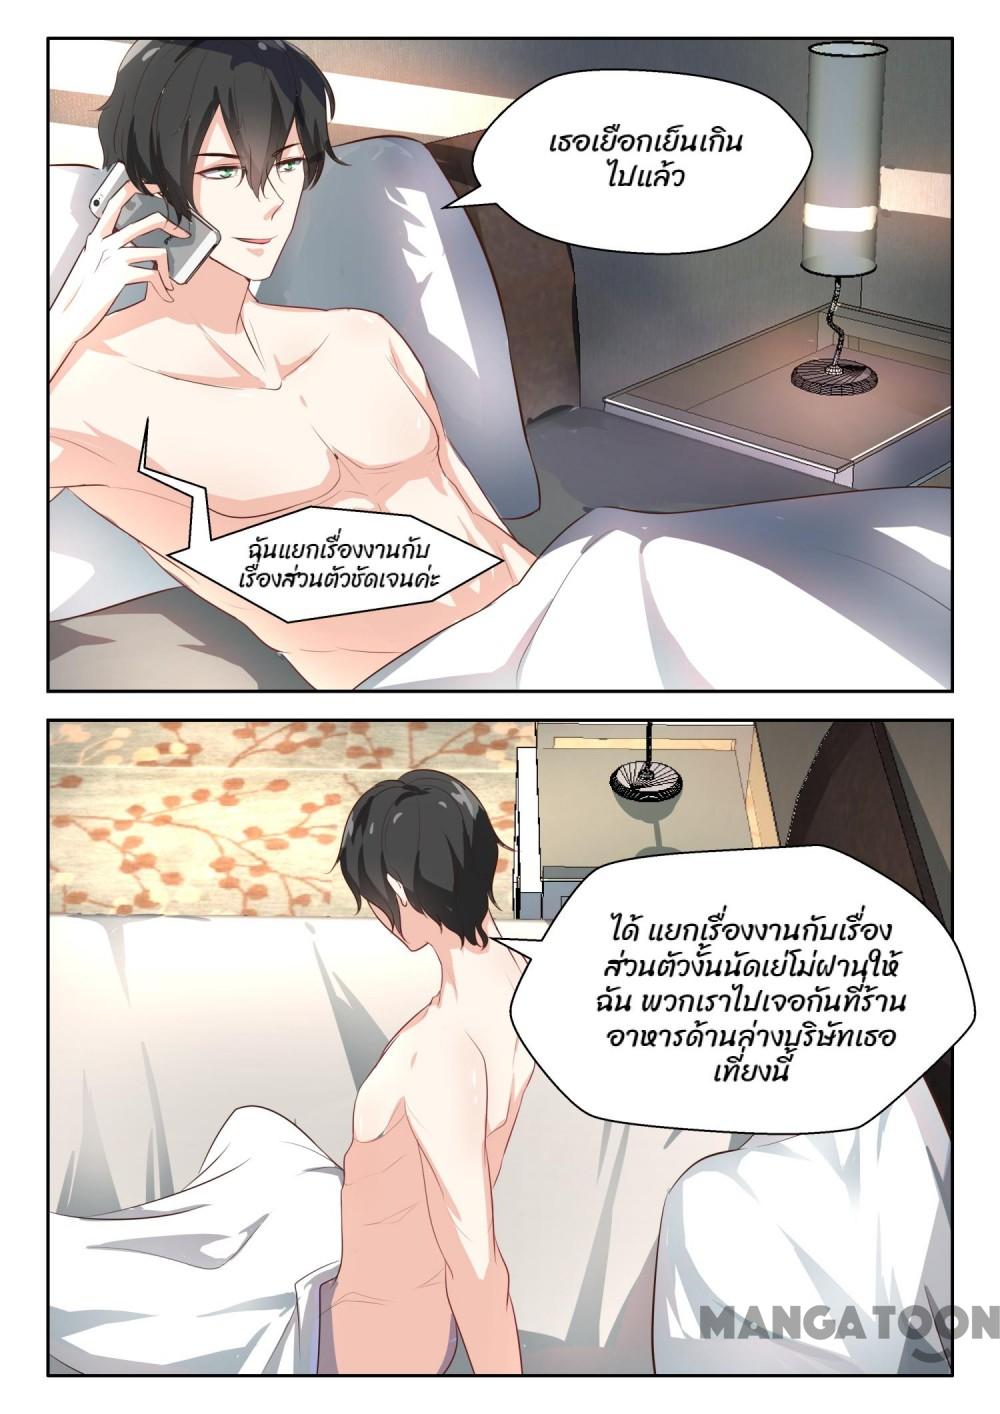 เธอเยือกเย็นเกิน
ไปแล้ว
ฉันแยกเรื่องงานกับ
เรื่องส่วนตัวชัดเจนค่ะ
ได้ แยกเรื่องงานกับเรื่อง
ส่วนตัวงั้นนัดเย่โม่ฝานให้
ฉัน พวกเราไปเจอกันที่ร้าน
อาหารด้านล่างบริษัทเธอ
เที่ยงนี้
MANGATOON